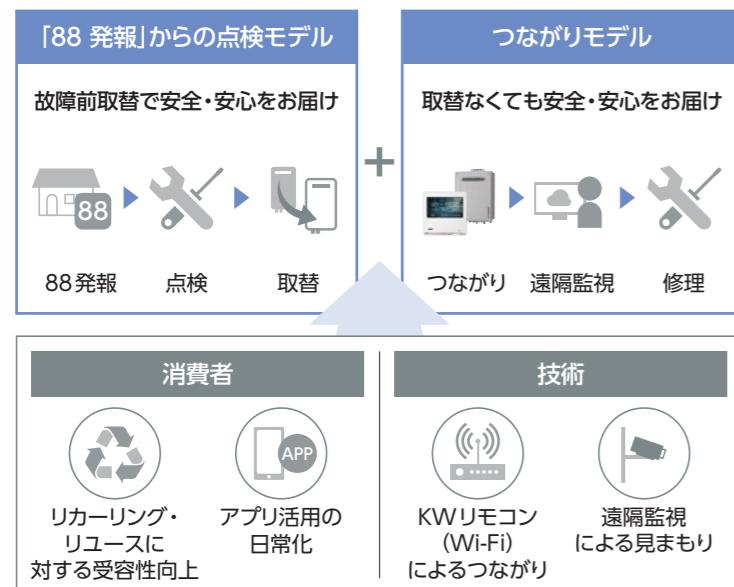 「88 発報」からの点検モデル
故障前取替で安全・安心をお届け
88
88発報
点検
取替
+
つながりモデル
取替なくても安全・安心をお届け
つながり
遠隔監視
修理
消費者
リカーリング・
リユースに
対する受容性向上
APP
アプリ活用の
日常化
技術
KWリモコン
(Wi-Fi)
によるつながり
遠隔監視
による見まもり